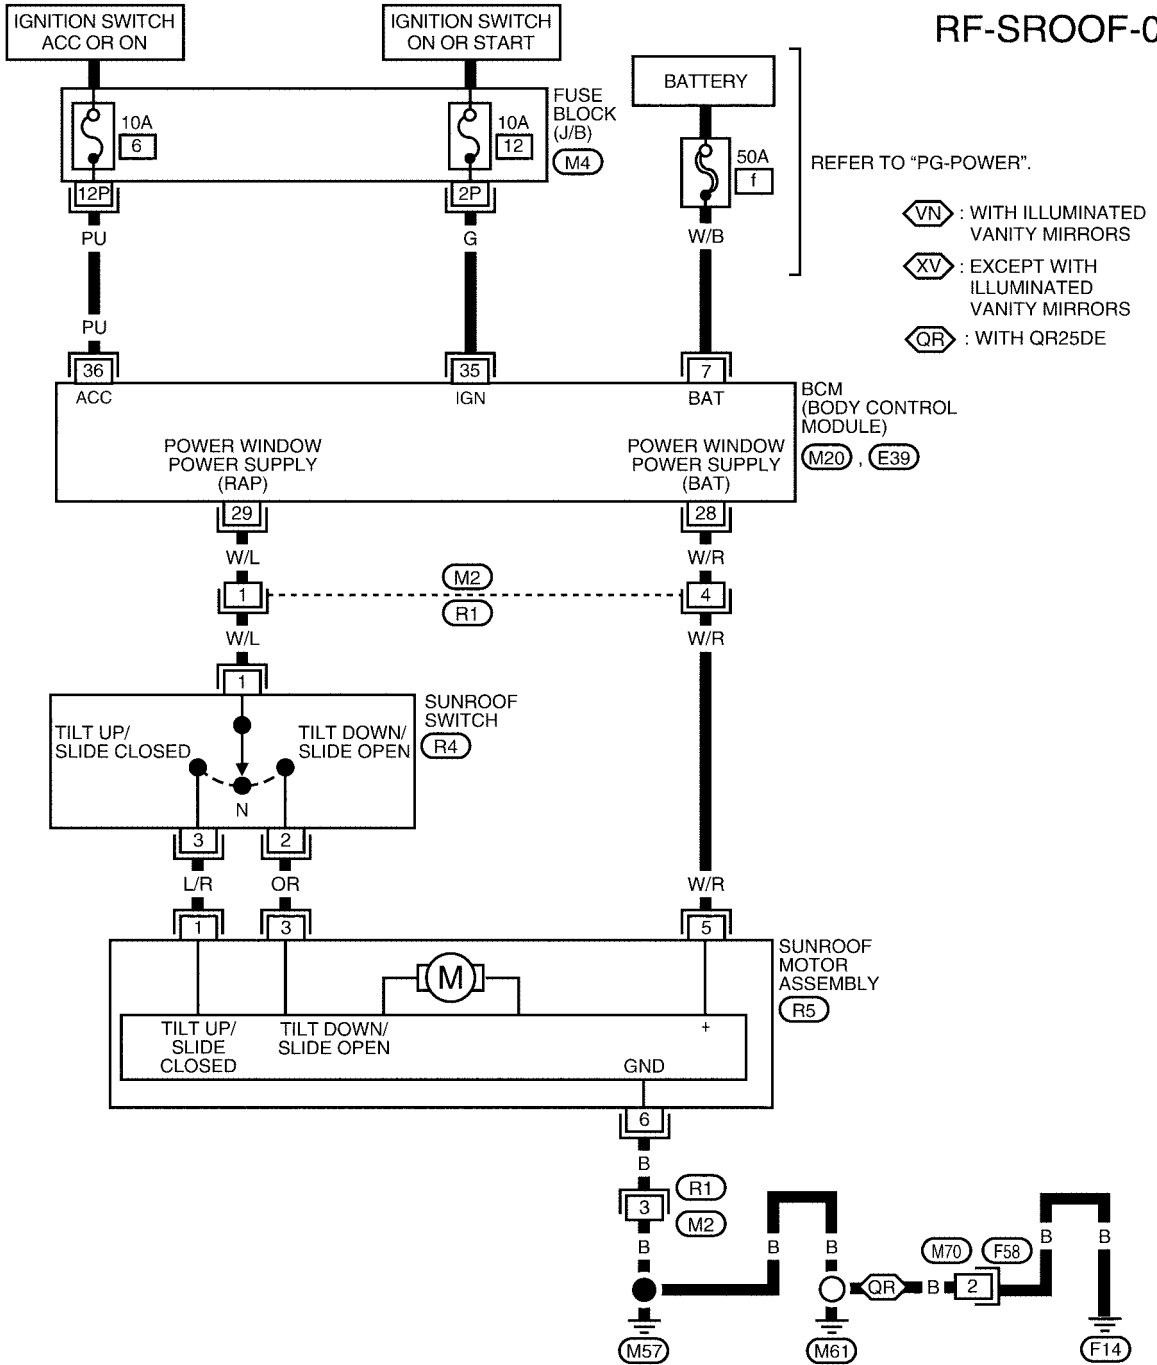 RF-SROOF-0
IGNITION SWITCH
ACC OR ON
IGNITION SWITCH
ON OR START
BATTERY
10A
6
10A
12
FUSE
BLOCK
(J/B)
M4
50A
f
REFER TO “PG-POWER”.
12P
2P
PU
G
W/B
VN : WITH ILLUMINATED
VANITY MIRRORS
XV : EXCEPT WITH
ILLUMINATED
VANITY MIRRORS
QR : WITH QR25DE
PU
36
35
7
ACC
IGN
BAT
BCM
(BODY CONTROL
MODULE)
M20 , E39
POWER WINDOW
POWER SUPPLY
(RAP)
POWER WINDOW
POWER SUPPLY
(BAT)
29
28
W/L
W/R
1
M2
R1
4
W/L
W/R
1
SUNROOF
SWITCH
R4
TILT UP/
SLIDE CLOSED
TILT DOWN/
SLIDE OPEN
N
3
2
L/R
OR
W/R
1
3
5
SUNROOF
MOTOR
ASSEMBLY
R5
M
TILT UP/
SLIDE
CLOSED
TILT DOWN/
SLIDE OPEN
+
GND
6
B
R1
3
M2
B
B
B
M70
F58
B
B
QR
B
2
M57
M61
F14